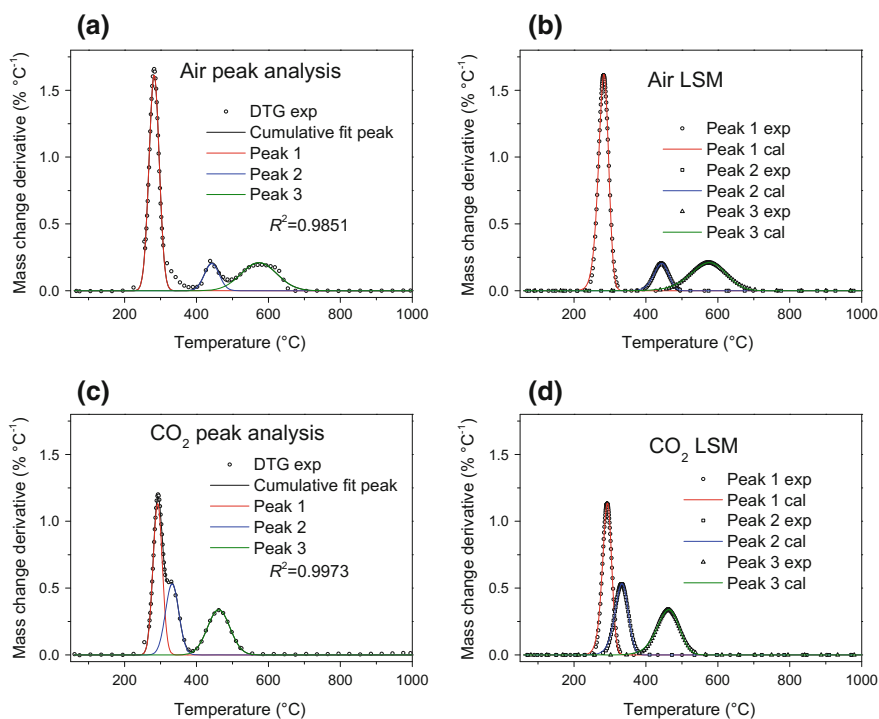 (a)
Air peak analysis
DTG exp
Cumulative fit peak
Peak 1
Peak 2
Peak 3
R²=0.9851
Mass change derivative (% °C⁻¹)
1.5
1.0
0.5
0.0
200 400 600 800 1000
Temperature (°C)
(b)
Air LSM
Peak 1 exp
Peak 1 cal
Peak 2 exp
Peak 2 cal
Peak 3 exp
Peak 3 cal
Mass change derivative (% °C⁻¹)
1.5
1.0
0.5
0.0
200 400 600 800 1000
Temperature (°C)
(c)
CO₂ peak analysis
DTG exp
Cumulative fit peak
Peak 1
Peak 2
Peak 3
R²=0.9973
Mass change derivative (% °C⁻¹)
1.5
1.0
0.5
0.0
200 400 600 800 1000
Temperature (°C)
(d)
CO₂ LSM
Peak 1 exp
Peak 1 cal
Peak 2 exp
Peak 2 cal
Peak 3 exp
Peak 3 cal
Mass change derivative (% °C⁻¹)
1.5
1.0
0.5
0.0
200 400 600 800 1000
Temperature (°C)